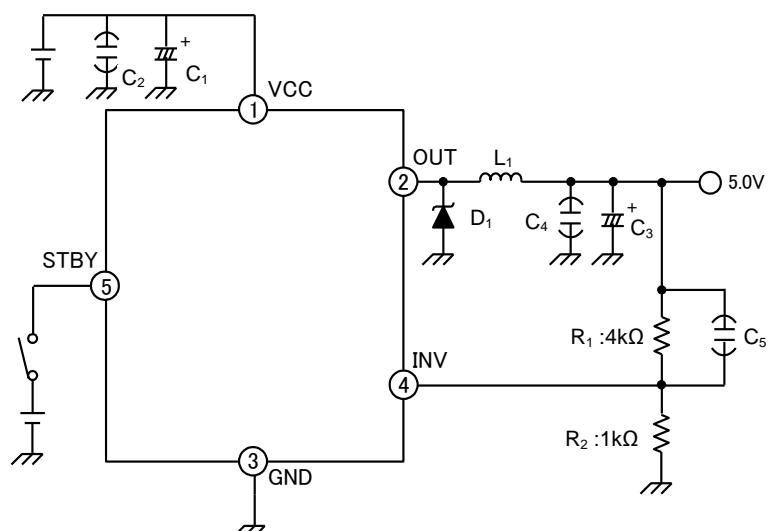 +
C₂
C₁
VCC
1
OUT
L₁
2
5.0V
+
D₁
C₄
C₃
STBY
5
R₁ :4kΩ
C₅
INV
4
R₂ :1kΩ
3
GND